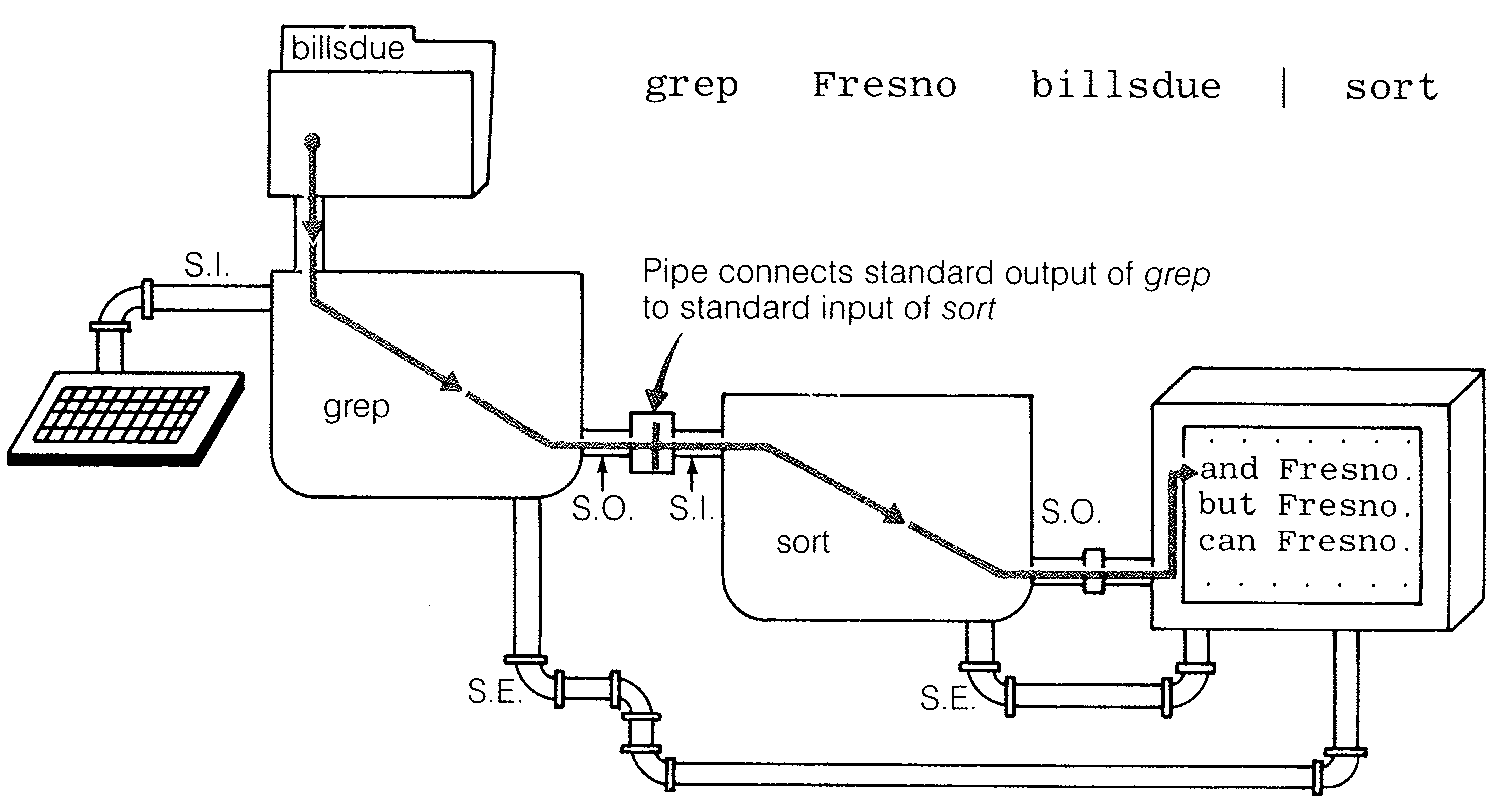 billsdue
grep Fresno billsdue | sort
S.I.
Pipe connects standard output of grep
to standard input of sort
grep
S.O.
S.I.
sort
S.O.
and Fresno.
but Fresno.
can Fresno.
S.E.
S.E.